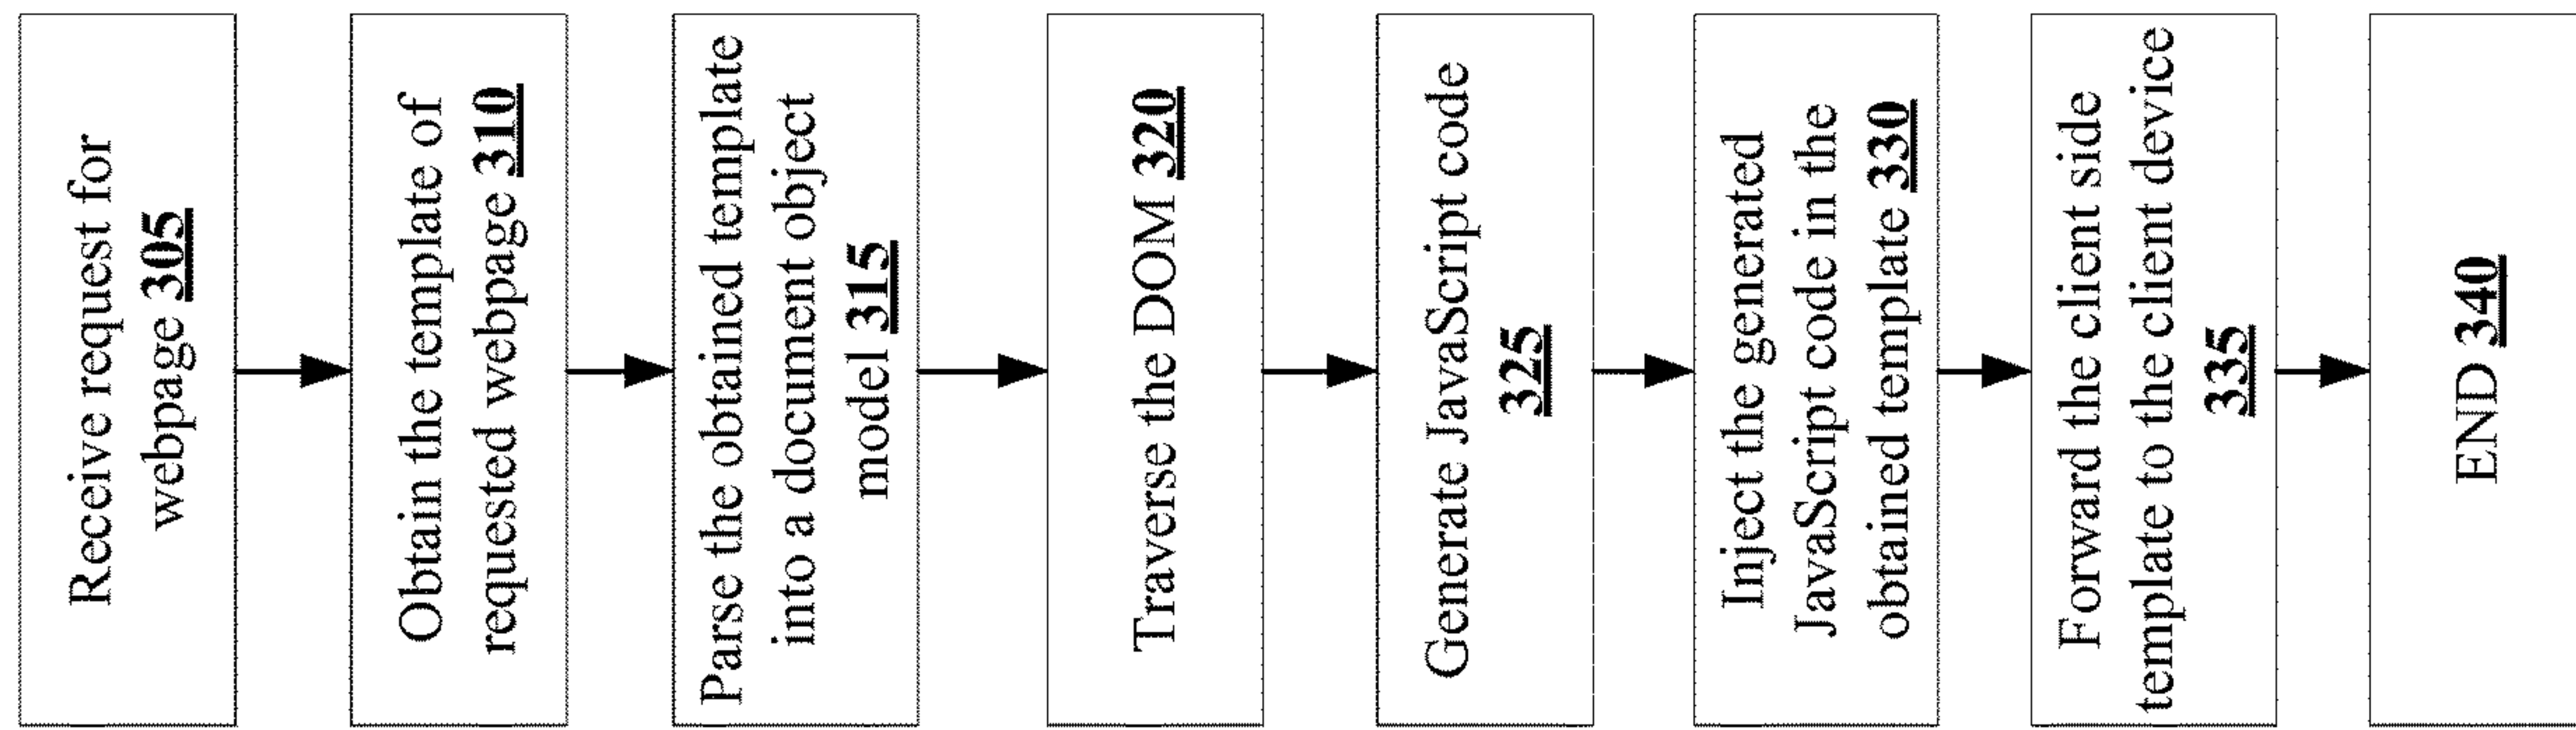 Receive request for
webpage 305
Obtain the template of
requested webpage 310
Parse the obtained template
into a document object
model 315
Traverse the DOM 320
Generate JavaScript code
325
Inject the generated
JavaScript code in the
obtained template 330
Forward the client side
template to the client device
335
END 340